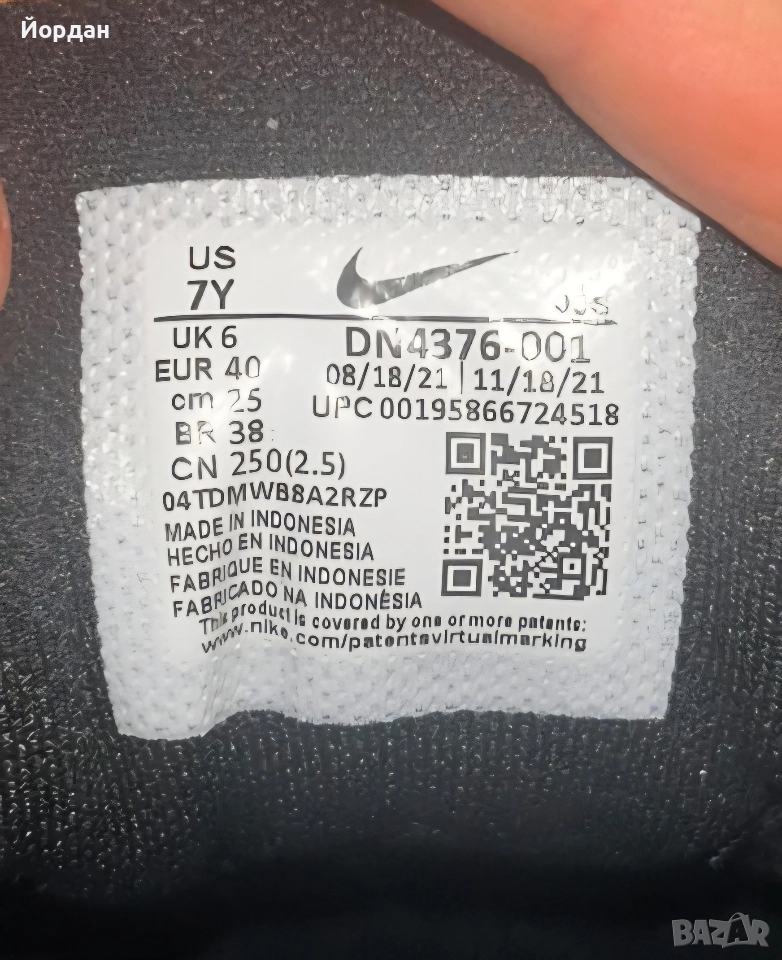 Йордан
US
7Y
JJS
UK 6
DN4376-001
EUR 40
08/18/21 | 11/18/21
cm 25
UPC 00195866724518
BR 38
CN 250(2.5)
04TDMWB8A2RZP
MADE IN INDONESIA
HECHO EN INDONESIA
FABRIQUE EN INDONESIE
FABRICADO NA INDONÉSIA
This product is covered by one or more patents:
www.nike.com/patentsvirtualmarking
BAZAR